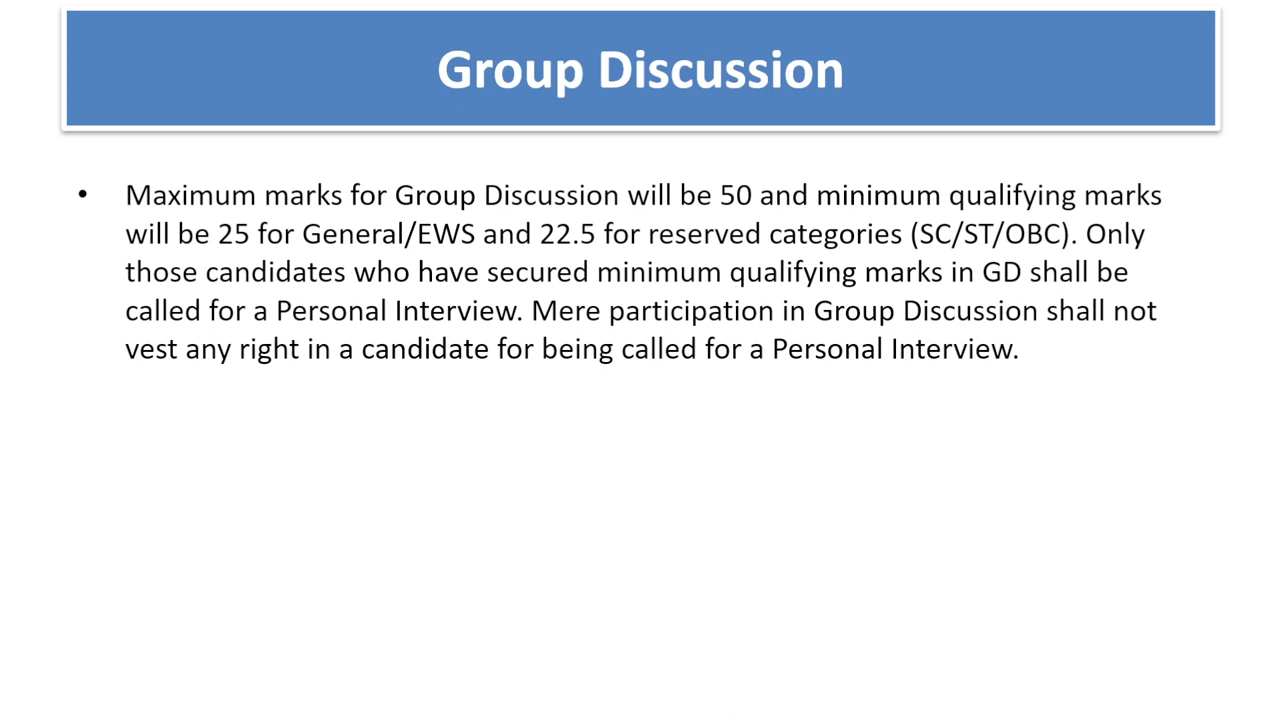 Group Discussion
• Maximum marks for Group Discussion will be 50 and minimum qualifying marks
will be 25 for General/EWS and 22.5 for reserved categories (SC/ST/OBC). Only
those candidates who have secured minimum qualifying marks in GD shall be
called for a Personal Interview. Mere participation in Group Discussion shall not
vest any right in a candidate for being called for a Personal Interview.